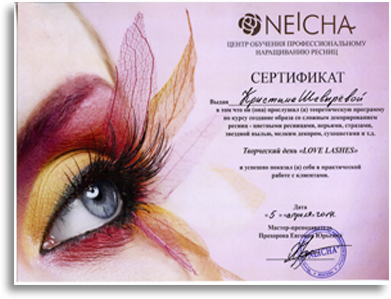 NEICHA
ЦЕНТР ОБУЧЕНИЯ ПРОФЕССИОНАЛЬНОМУ
НАРАЩИВАНИЮ РЕСНИЦ
СЕРТИФИКАТ
Выдан Кристине Шевыревой
в том что он (она) прослушал (а) теоретическую программу
по курсу создание образа со сложным декорированием
ресниц - цветными ресницами, перьями, стразами,
звездной пылью, мелким декором, сухоцветами и т.д.
Творческий день «LOVE LASHES»
и успешно показал (а) себя в практической
работе с клиентами.
Дата
«5» апреля 2014
Мастер-преподаватель
Прохорова Евгения Юрьевна
NEICHA